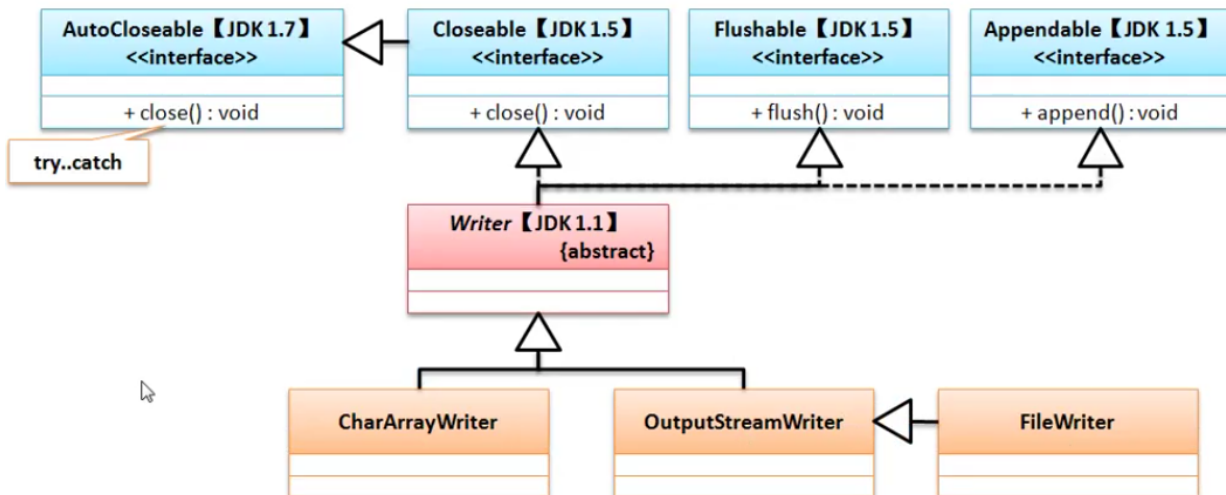 AutoCloseable【JDK 1.7】
<<interface>>
+ close() : void
try..catch
Closeable【JDK 1.5】
<<interface>>
+ close() : void
Flushable【JDK 1.5】
<<interface>>
+ flush() : void
Appendable【JDK 1.5】
<<interface>>
+ append() : void
Writer【JDK 1.1】
{abstract}
CharArrayWriter
OutputStreamWriter
FileWriter